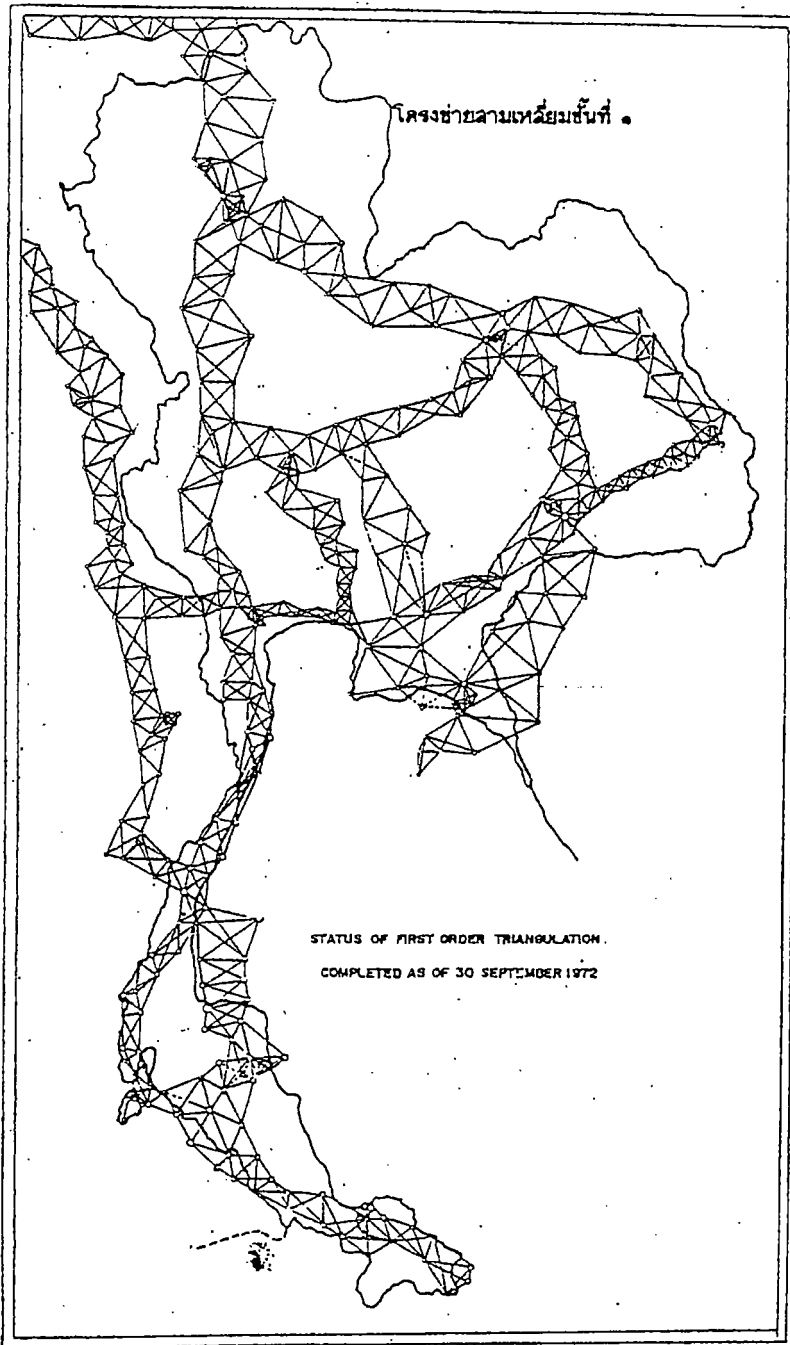 โครงข่ายสามเหลี่ยมชั้นที่ ๑
STATUS OF FIRST ORDER TRIANGULATION.
COMPLETED AS OF 30 SEPTEMBER 1972